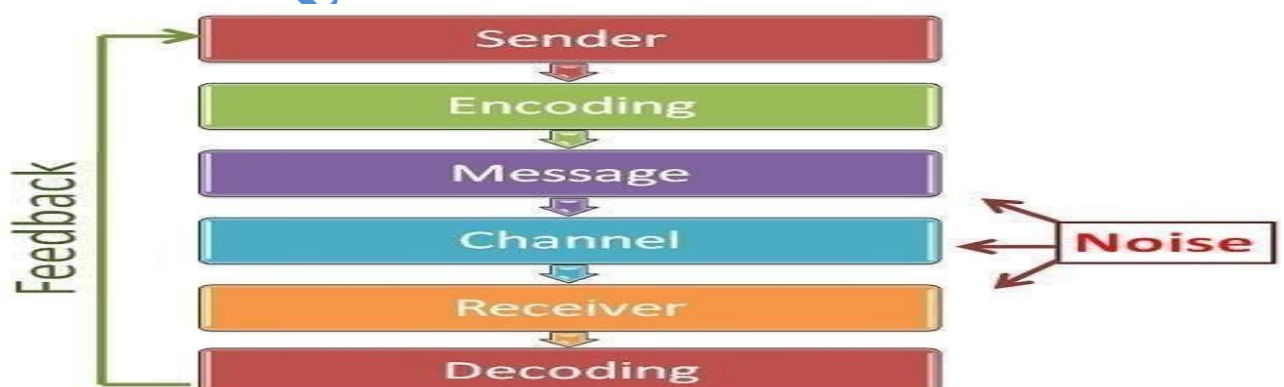 Sender
Encoding
Message
Channel
Receiver
Decoding
Feedback
Noise